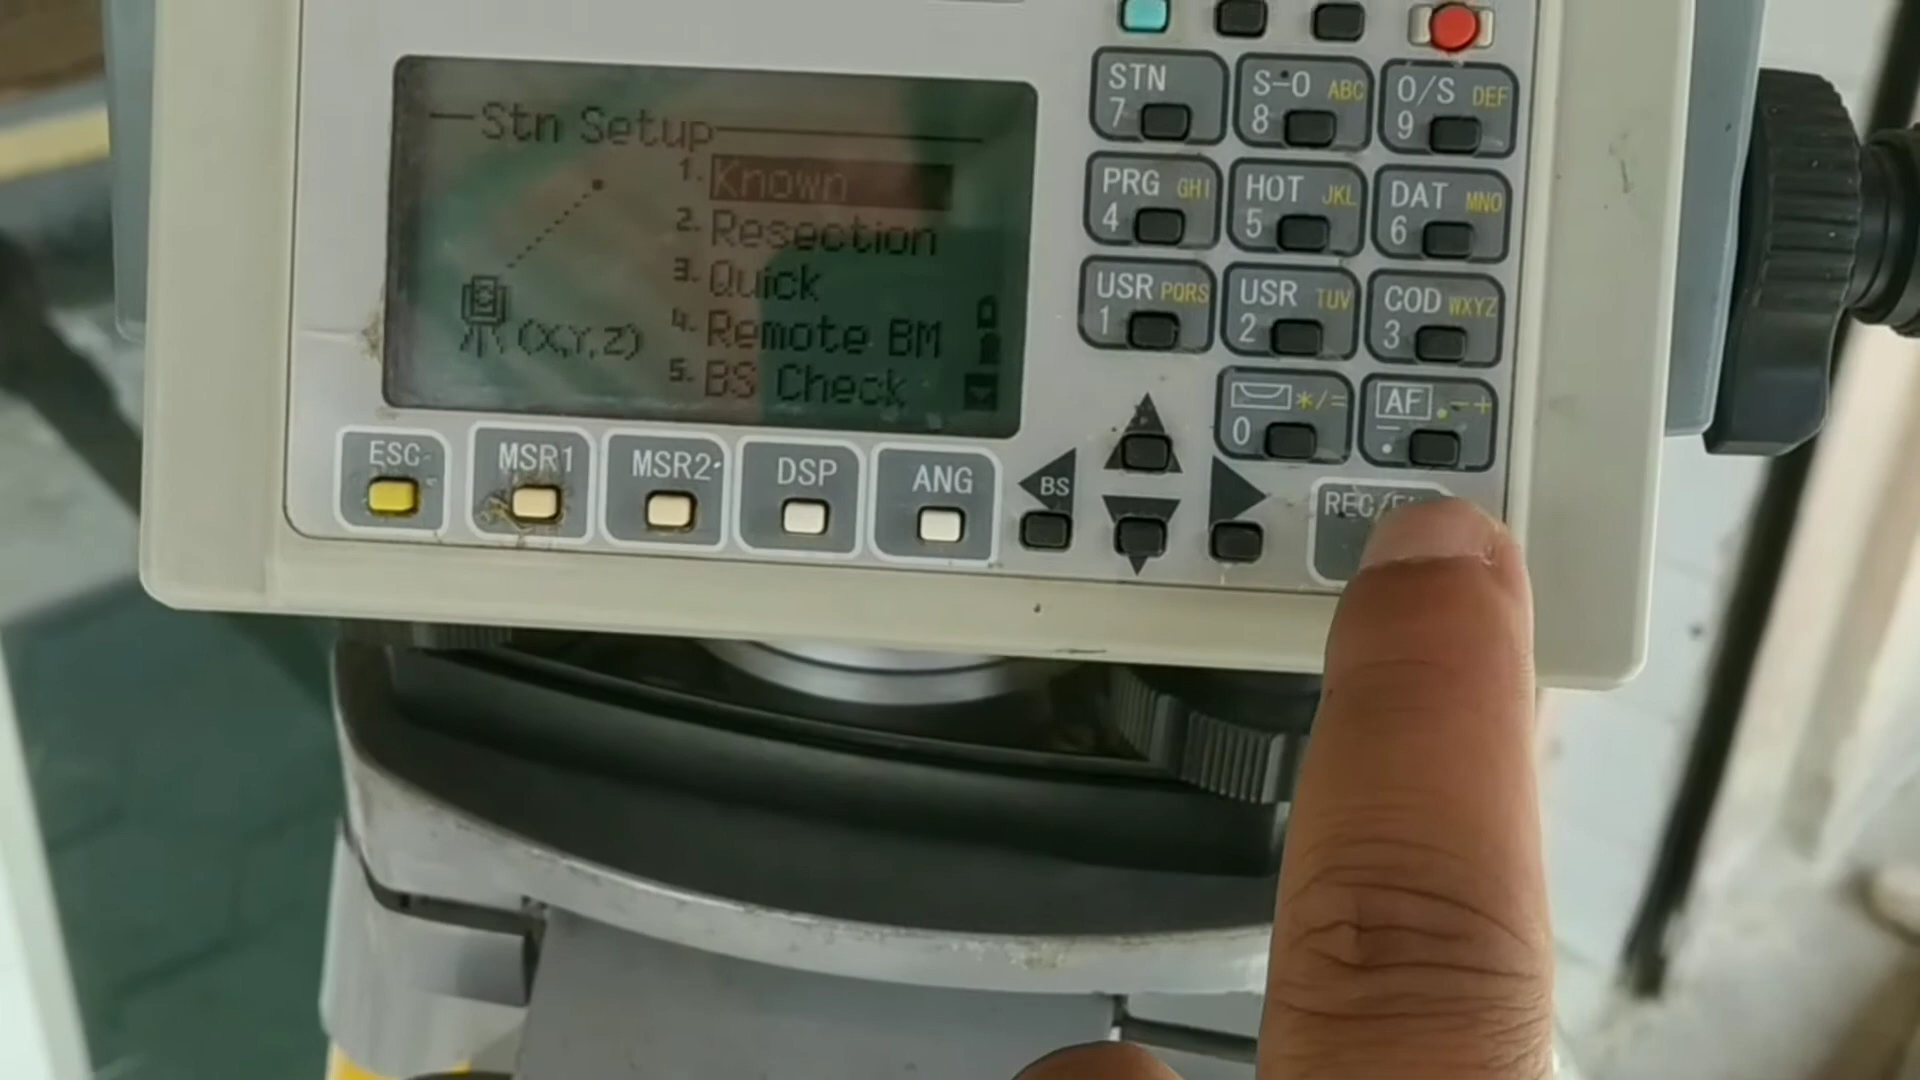 Stn Setup
1. Known
2. Resection
3. Quick
4. Remote BM
5. BS Check
(X,Y,Z)
STN
7
S-O ABC
8
O/S DEF
9
PRG GHI
4
HOT JKL
5
DAT MNO
6
USR PQRS
1
USR TUV
2
COD WXYZ
3
*/=
0
AF .-+
.
ESC
MSR1
MSR2
DSP
ANG
BS
REC/